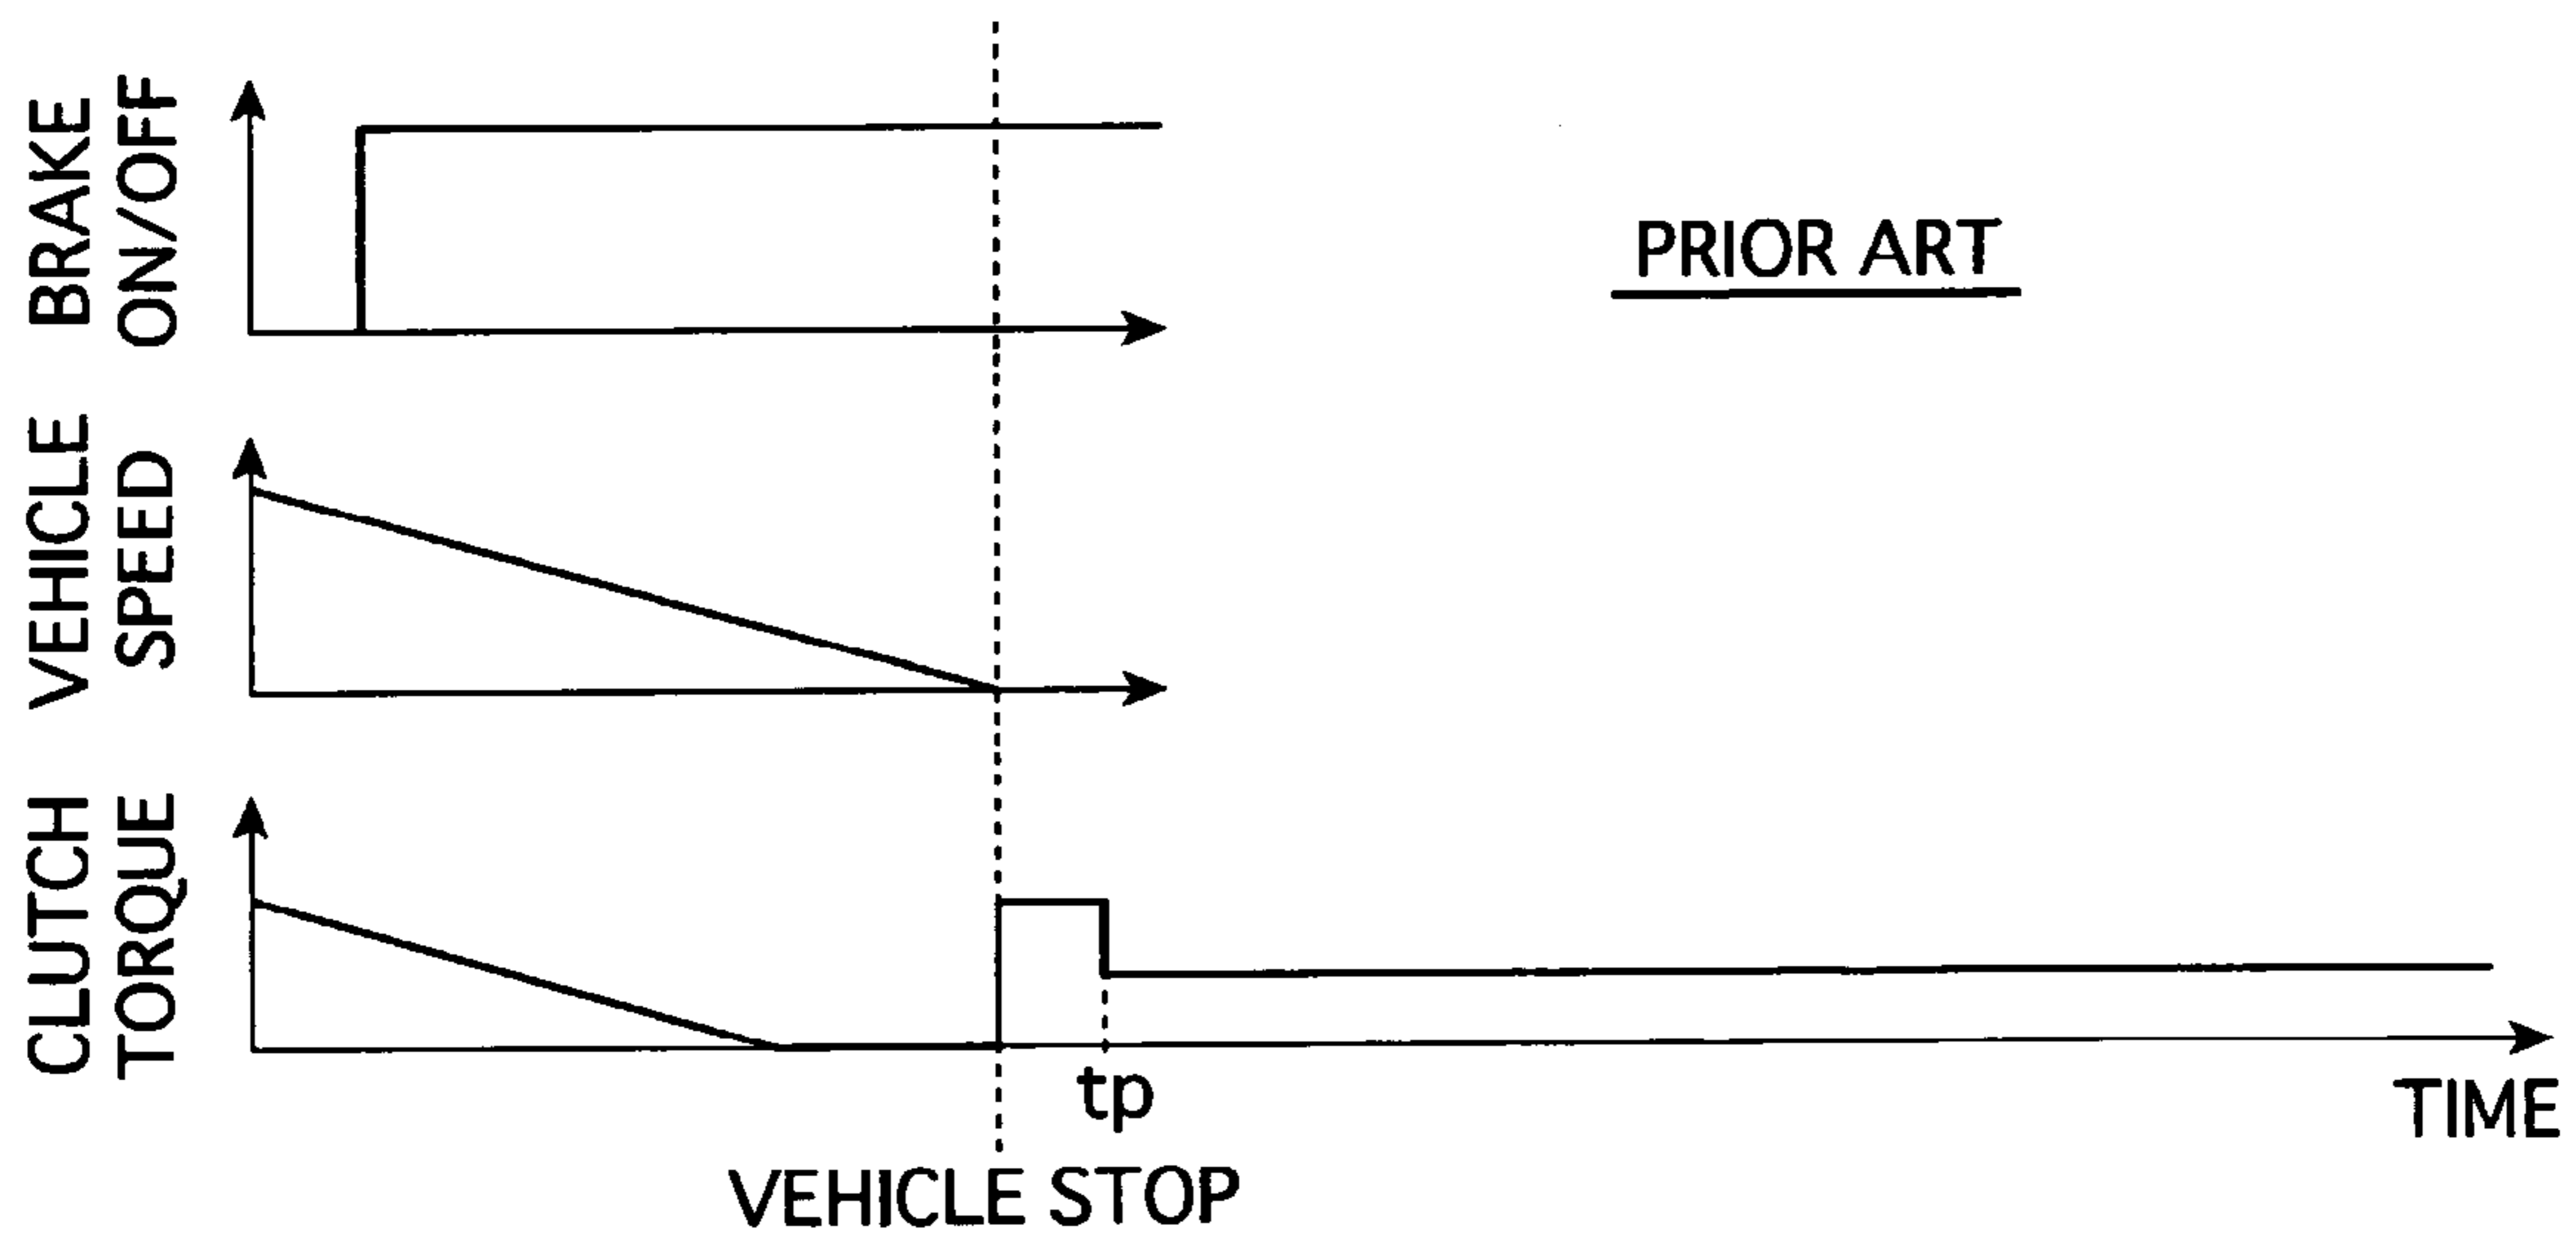 BRAKE
ON/OFF
PRIOR ART
VEHICLE
SPEED
CLUTCH
TORQUE
tp
TIME
VEHICLE STOP